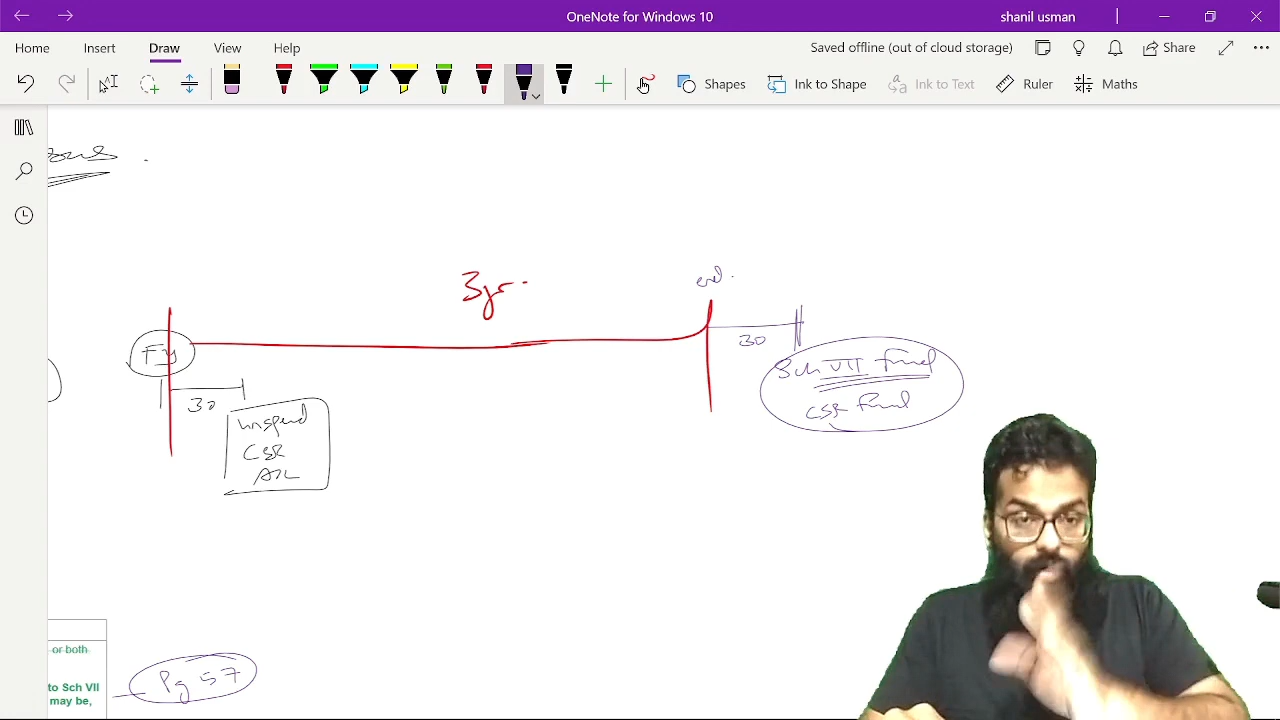 OneNote for Windows 10
shanil usman
Home Insert Draw View Help
Saved offline (out of cloud storage)
Share
Shapes
Ink to Shape
Ink to Text
Ruler
Maths
3yr.
end.
FY
30
30
Sch VII Fund
CSR Fund
unspend
CSR
A/c
or both
to Sch VII
may be,
Pg 57